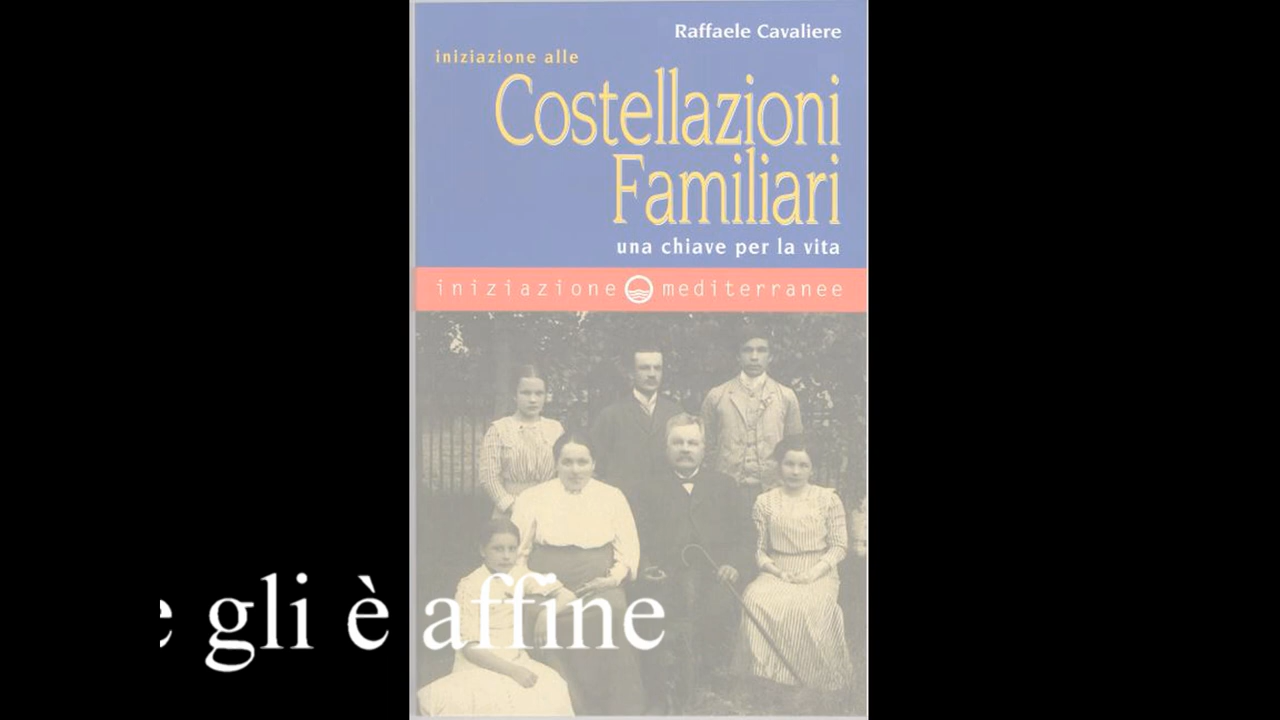 Raffaele Cavaliere
iniziazione alle
Costellazioni
Familiari
una chiave per la vita
iniziazione mediterranee
gli è affine